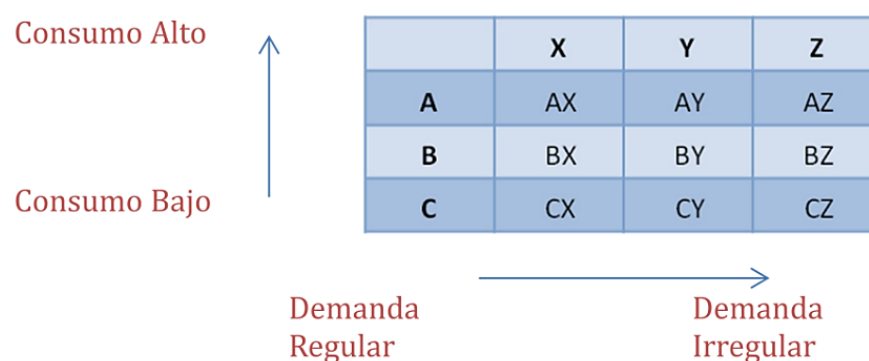 Consumo Alto
X Y Z
A AX AY AZ
B BX BY BZ
Consumo Bajo
C CX CY CZ
Demanda Regular
Demanda Irregular